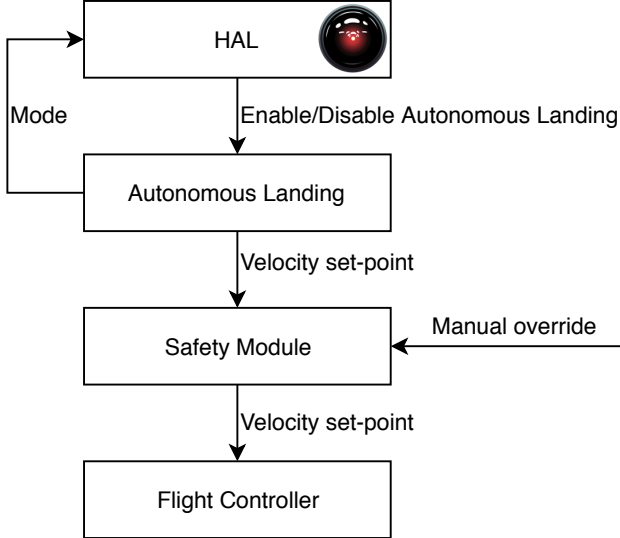 HAL
Mode
Enable/Disable Autonomous Landing
Autonomous Landing
Velocity set-point
Manual override
Safety Module
Velocity set-point
Flight Controller